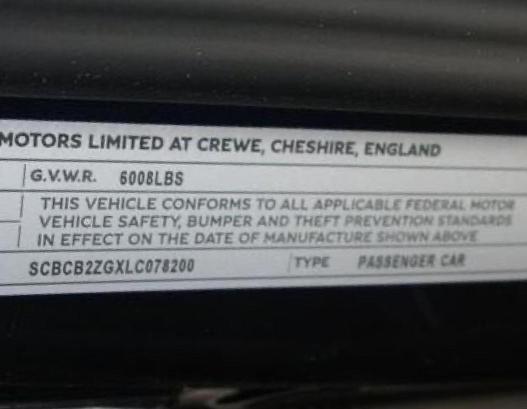 MOTORS LIMITED AT CREWE, CHESHIRE, ENGLAND
G.V.W.R. 6008LBS
THIS VEHICLE CONFORMS TO ALL APPLICABLE FEDERAL MOTOR
VEHICLE SAFETY, BUMPER AND THEFT PREVENTION STANDARDS
IN EFFECT ON THE DATE OF MANUFACTURE SHOWN ABOVE
SCBCB2ZGXLC078200 TYPE PASSENGER CAR